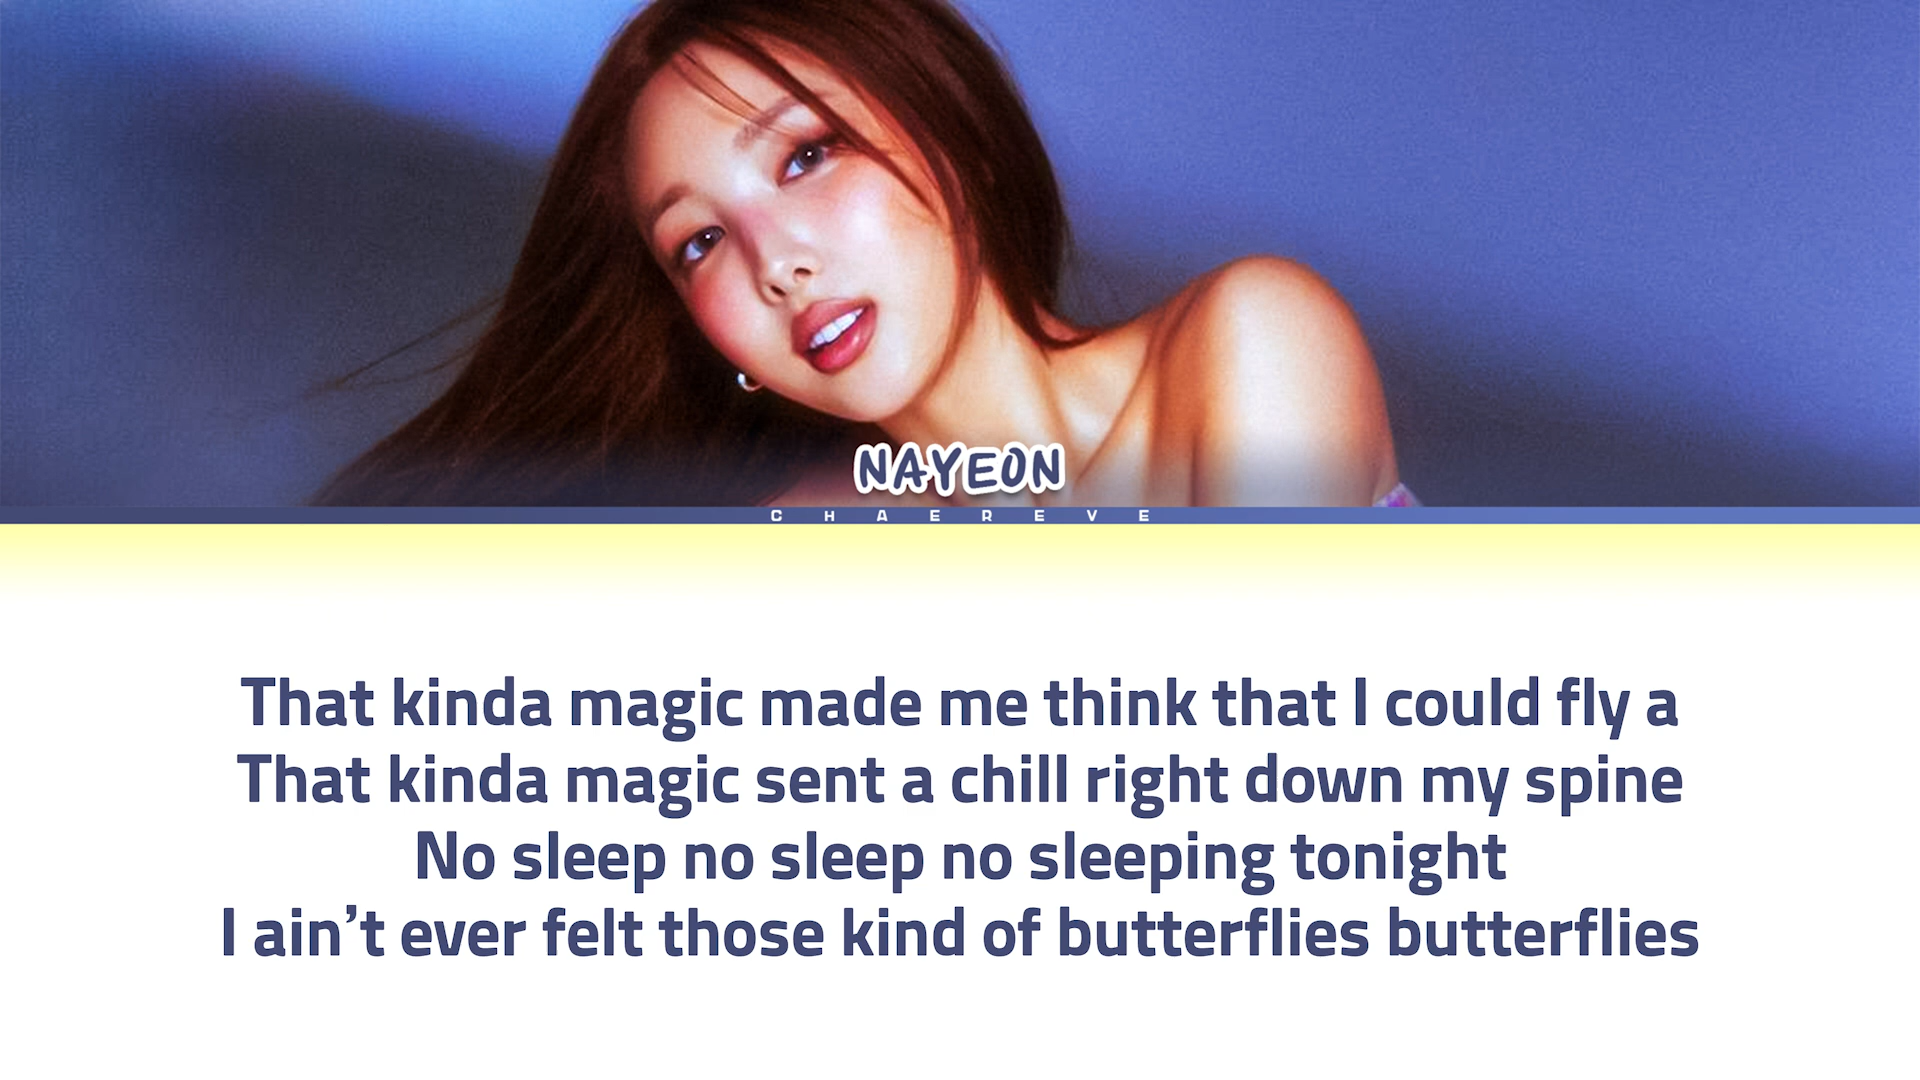 NAYEON
CHAEREVE
That kinda magic made me think that I could fly a
That kinda magic sent a chill right down my spine
No sleep no sleep no sleeping tonight
I ain’t ever felt those kind of butterflies butterflies